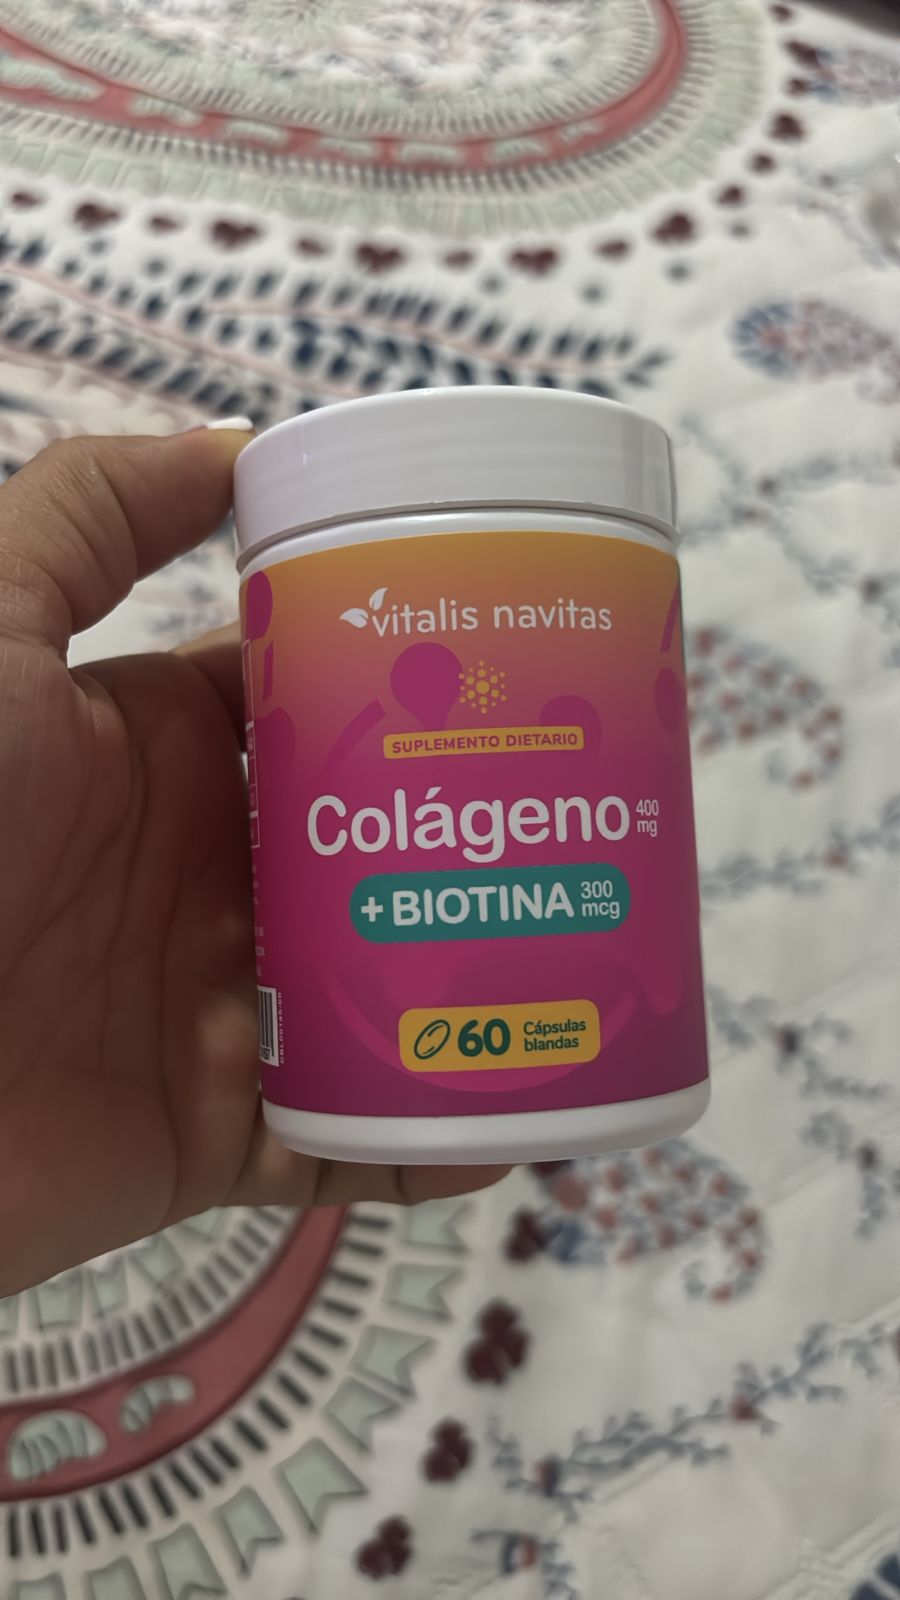 vitalis navitas
SUPLEMENTO DIETARIO
Colágeno 400 mg
+ BIOTINA 300 mcg
60 Cápsulas blandas